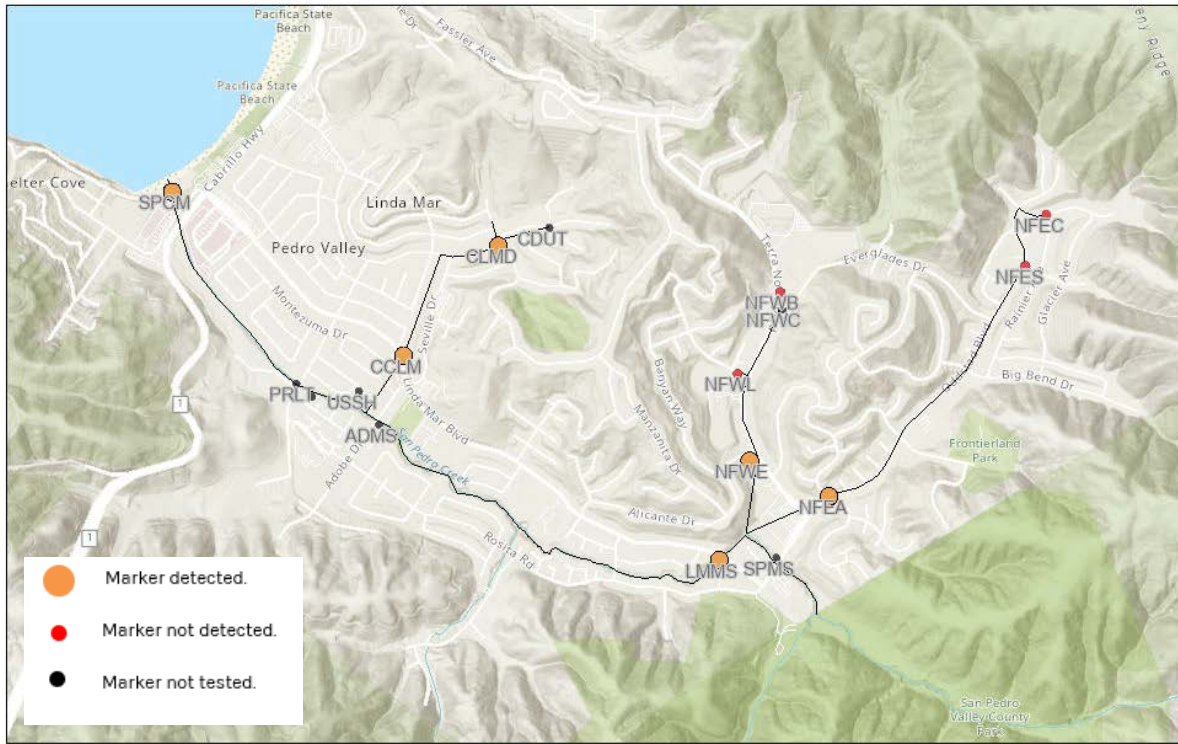 Pacifica State
Beach
Pacifica State
Beach
Fassler Ave
Cabrillo Hwy
elter Cove
SPCM
Linda Mar
Pedro Valley
CDUT
CLMD
Terra No
Everglades Dr
NFEC
NFES
Rainier
Glacier Ave
NFWB
NFWC
Montezuma Dr
Seville Dr
CCLM
NFWL
Banyan Way
Manzanita Dr
Big Bend Dr
PRLT
USSH
Linda Mar Blvd
1
ADMS
San Pedro Creek
Adobe Dr
Frontierland
Park
NFWE
NFEA
Alicante Dr
1
Rosita Rd
LMMS
SPMS
Marker detected.
Marker not detected.
Marker not tested.
San Pedro
Valley County
Park